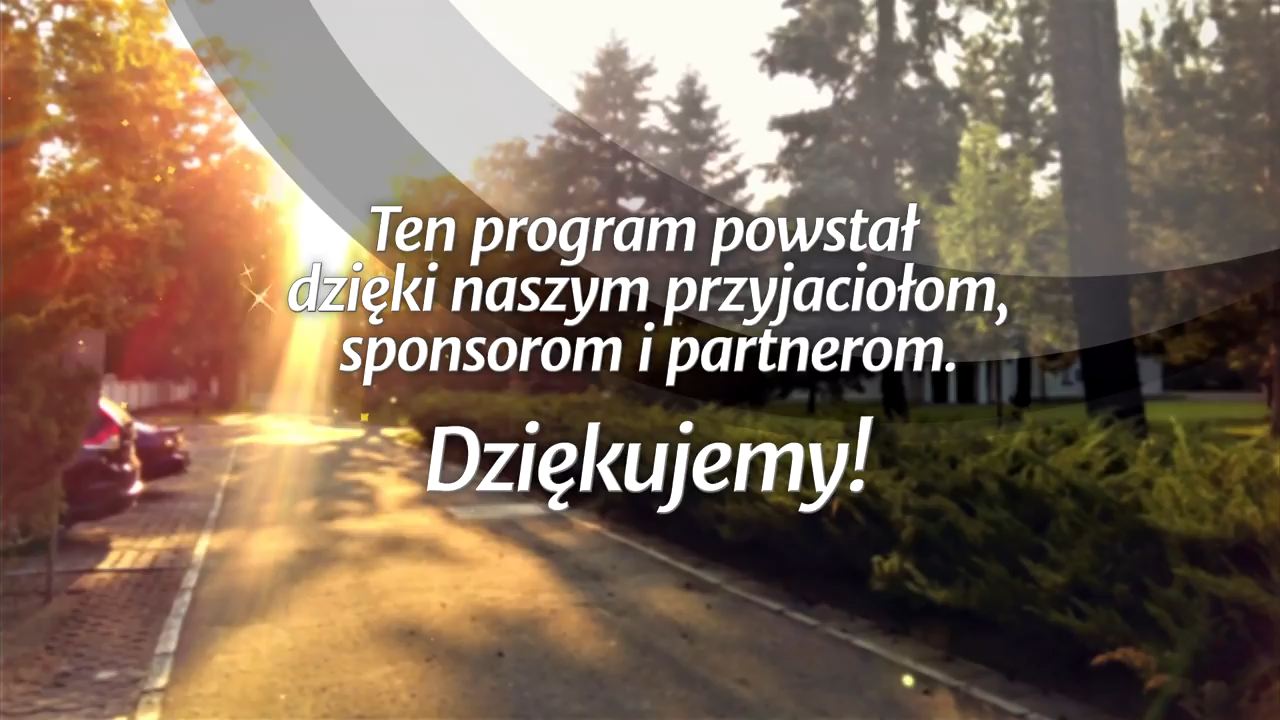 Ten program powstał
dzięki naszym przyjaciołom,
sponsorom i partnerom.
Dziękujemy!